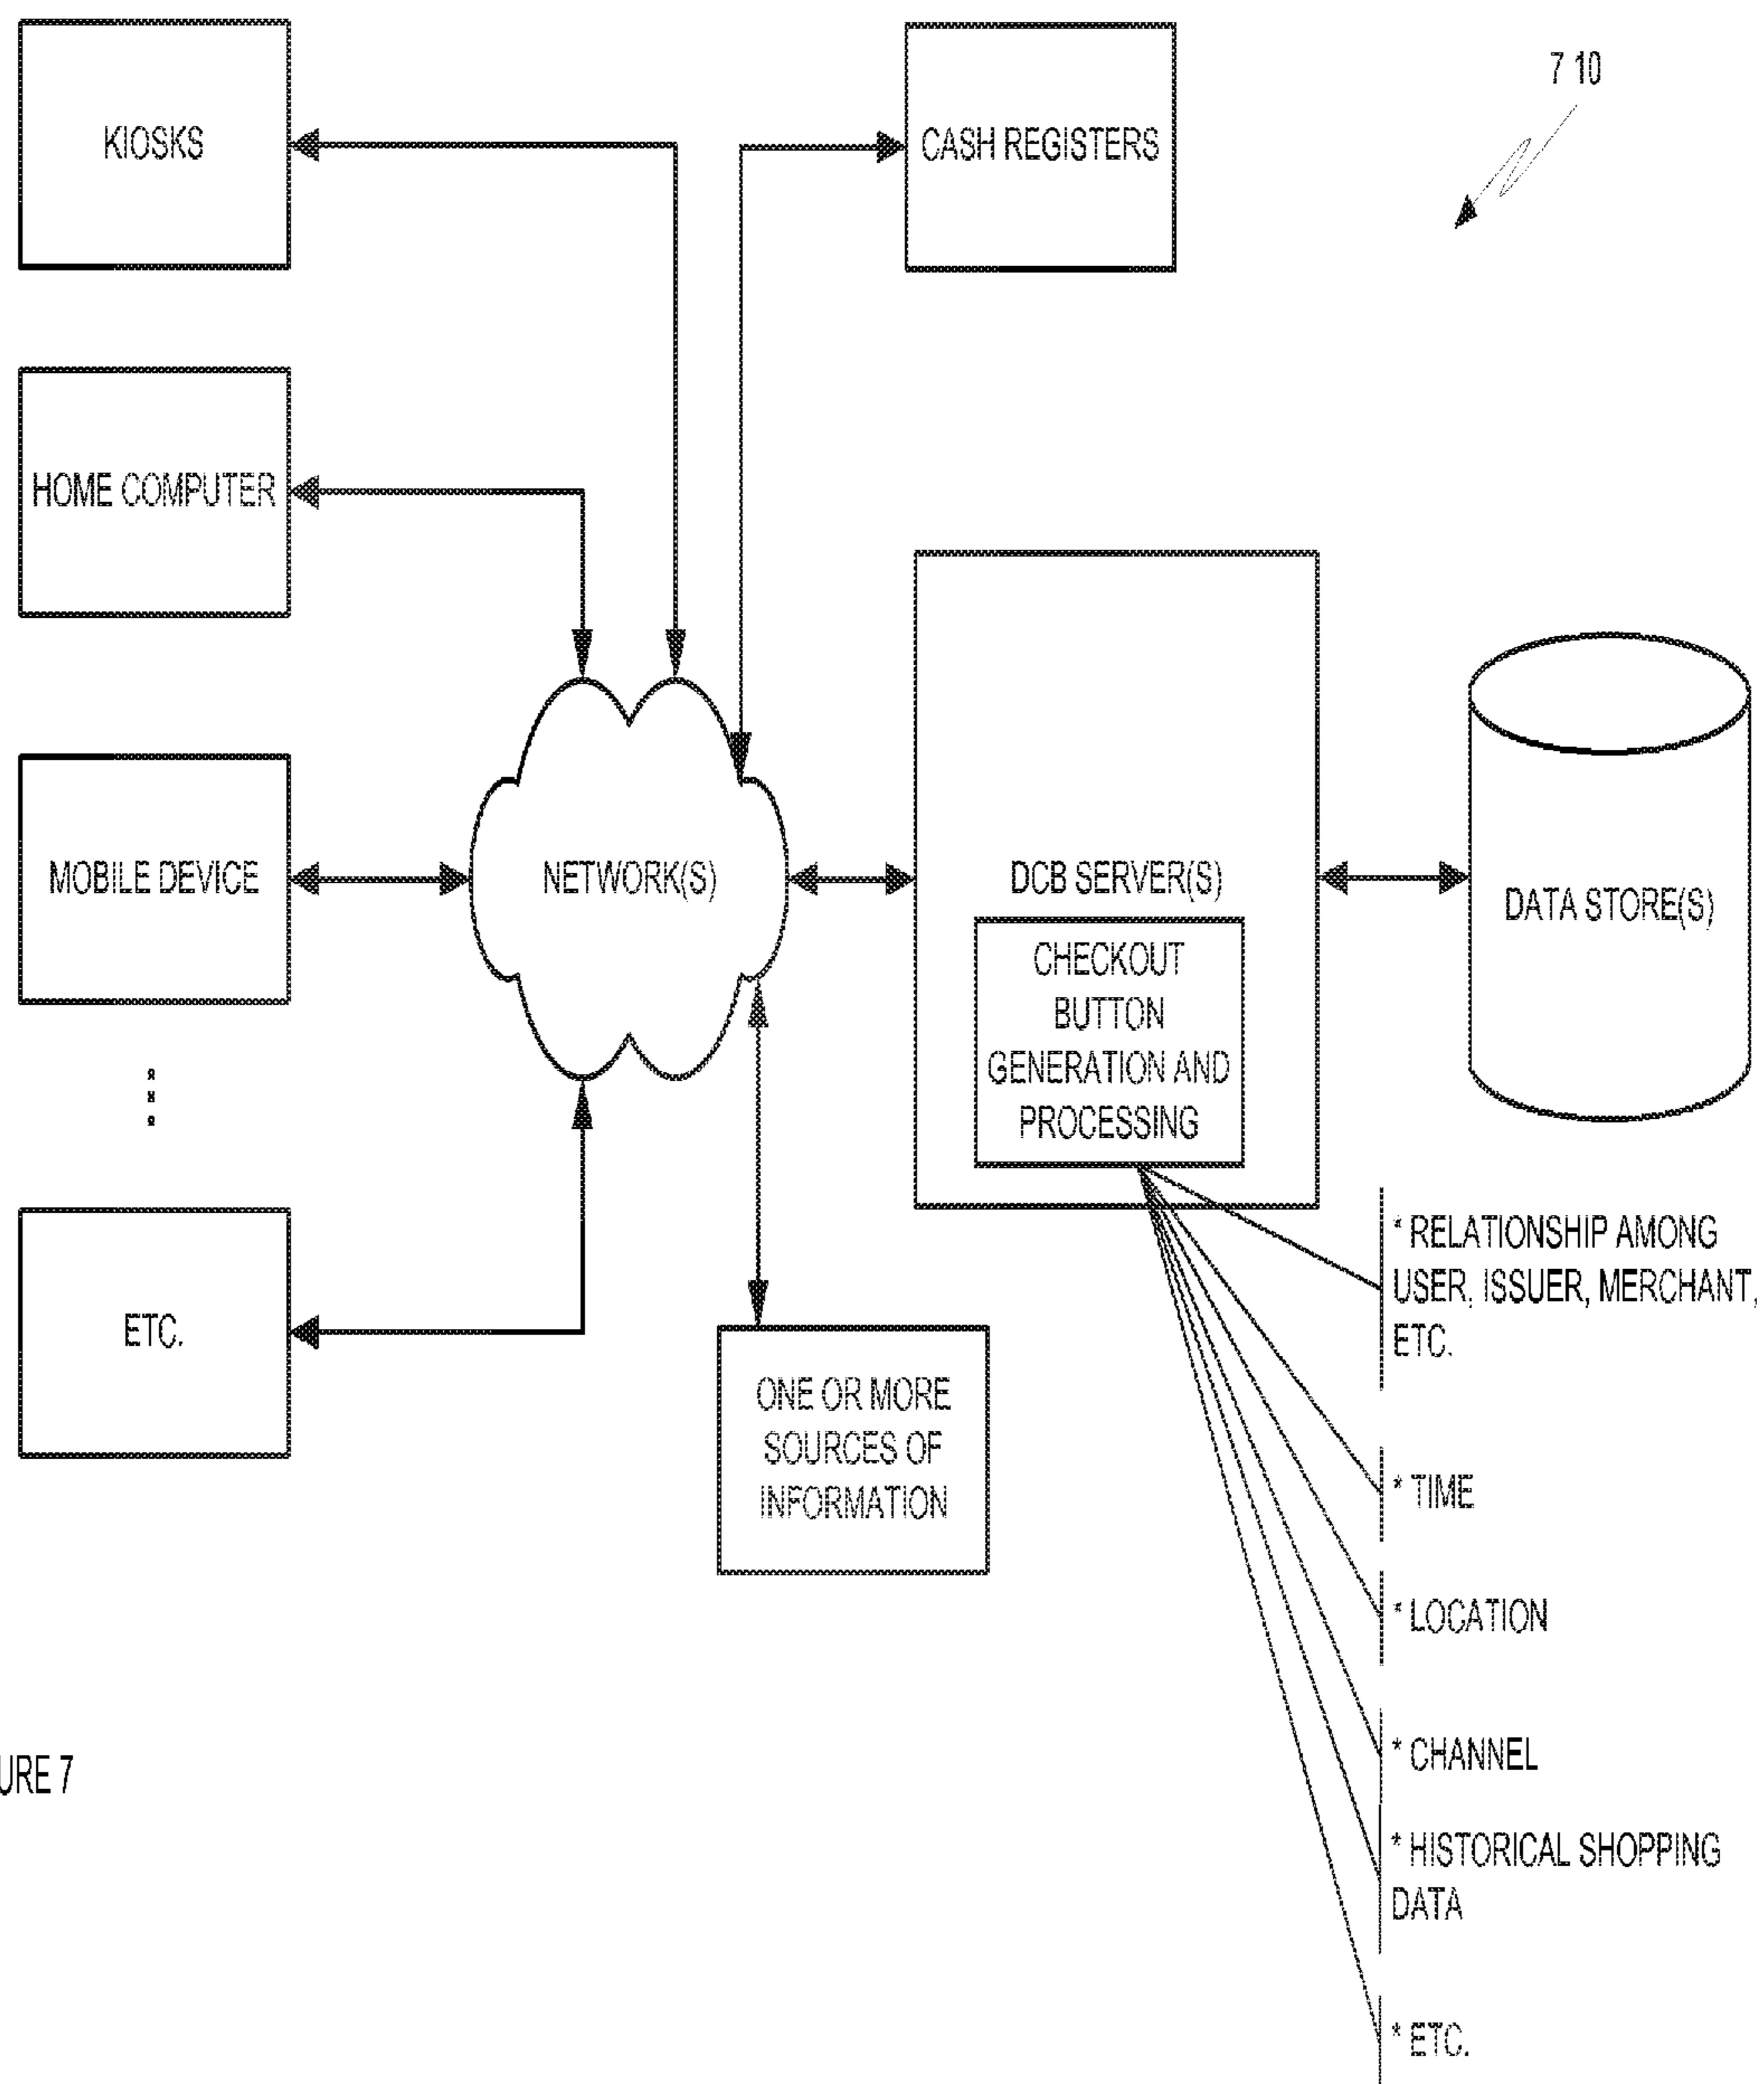 7 10
KIOSKS
CASH REGISTERS
HOME COMPUTER
MOBILE DEVICE
NETWORK(S)
DCB SERVER(S)
DATA STORE(S)
CHECKOUT
BUTTON
GENERATION AND
PROCESSING
ETC.
ONE OR MORE
SOURCES OF
INFORMATION
* RELATIONSHIP AMONG
USER, ISSUER, MERCHANT,
ETC.
* TIME
* LOCATION
* CHANNEL
* HISTORICAL SHOPPING
DATA
* ETC.
URE 7